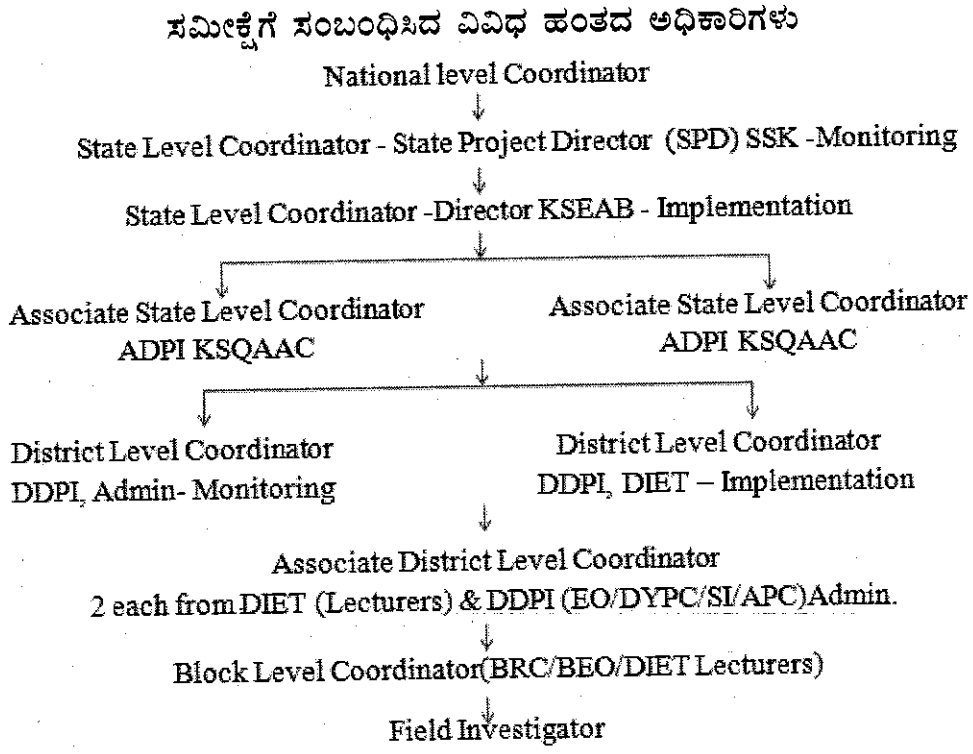 ಸಮೀಕ್ಷೆಗೆ ಸಂಬಂಧಿಸಿದ ವಿವಿಧ ಹಂತದ ಅಧಿಕಾರಿಗಳು
National level Coordinator
State Level Coordinator - State Project Director (SPD) SSK -Monitoring
State Level Coordinator -Director KSEAB - Implementation
Associate State Level Coordinator
ADPI KSQAAC
Associate State Level Coordinator
ADPI KSQAAC
District Level Coordinator
DDPI, Admin- Monitoring
District Level Coordinator
DDPI, DIET – Implementation
Associate District Level Coordinator
2 each from DIET (Lecturers) & DDPI (EO/DYPC/SI/APC)Admin.
Block Level Coordinator(BRC/BEO/DIET Lecturers)
Field Investigator